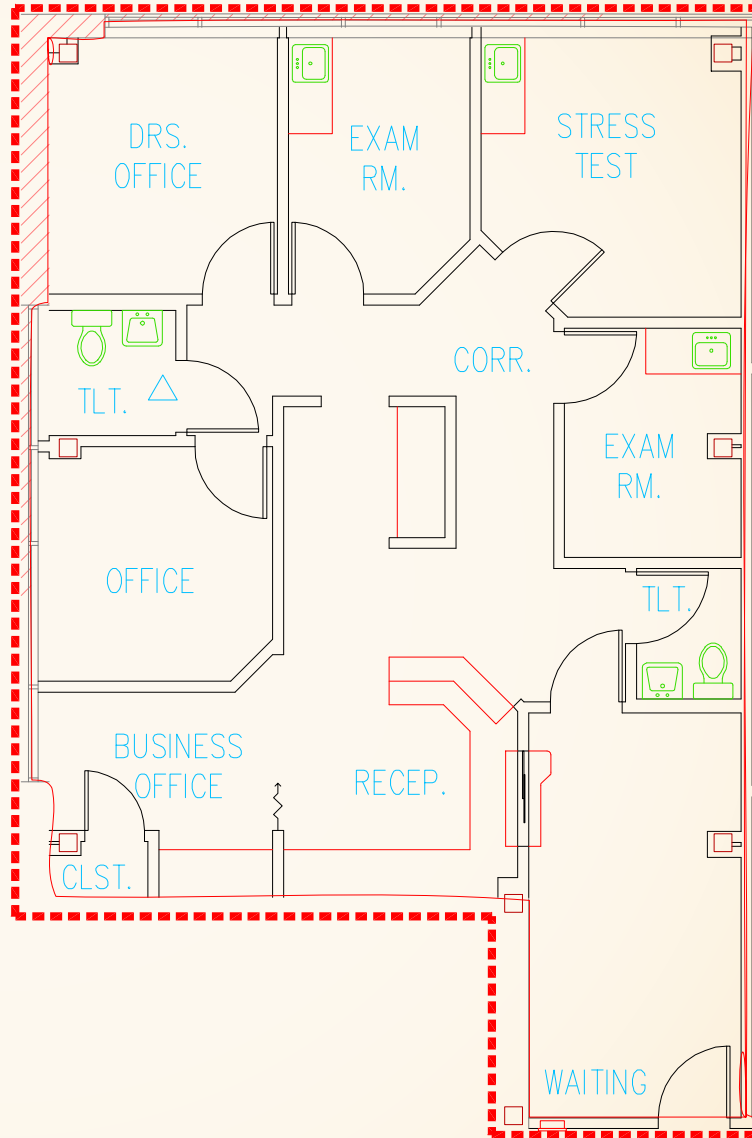 DRS.
OFFICE
EXAM
RM.
STRESS
TEST
CORR.
TLT.
EXAM
RM.
OFFICE
TLT.
BUSINESS
OFFICE
RECEP.
CLST.
WAITING